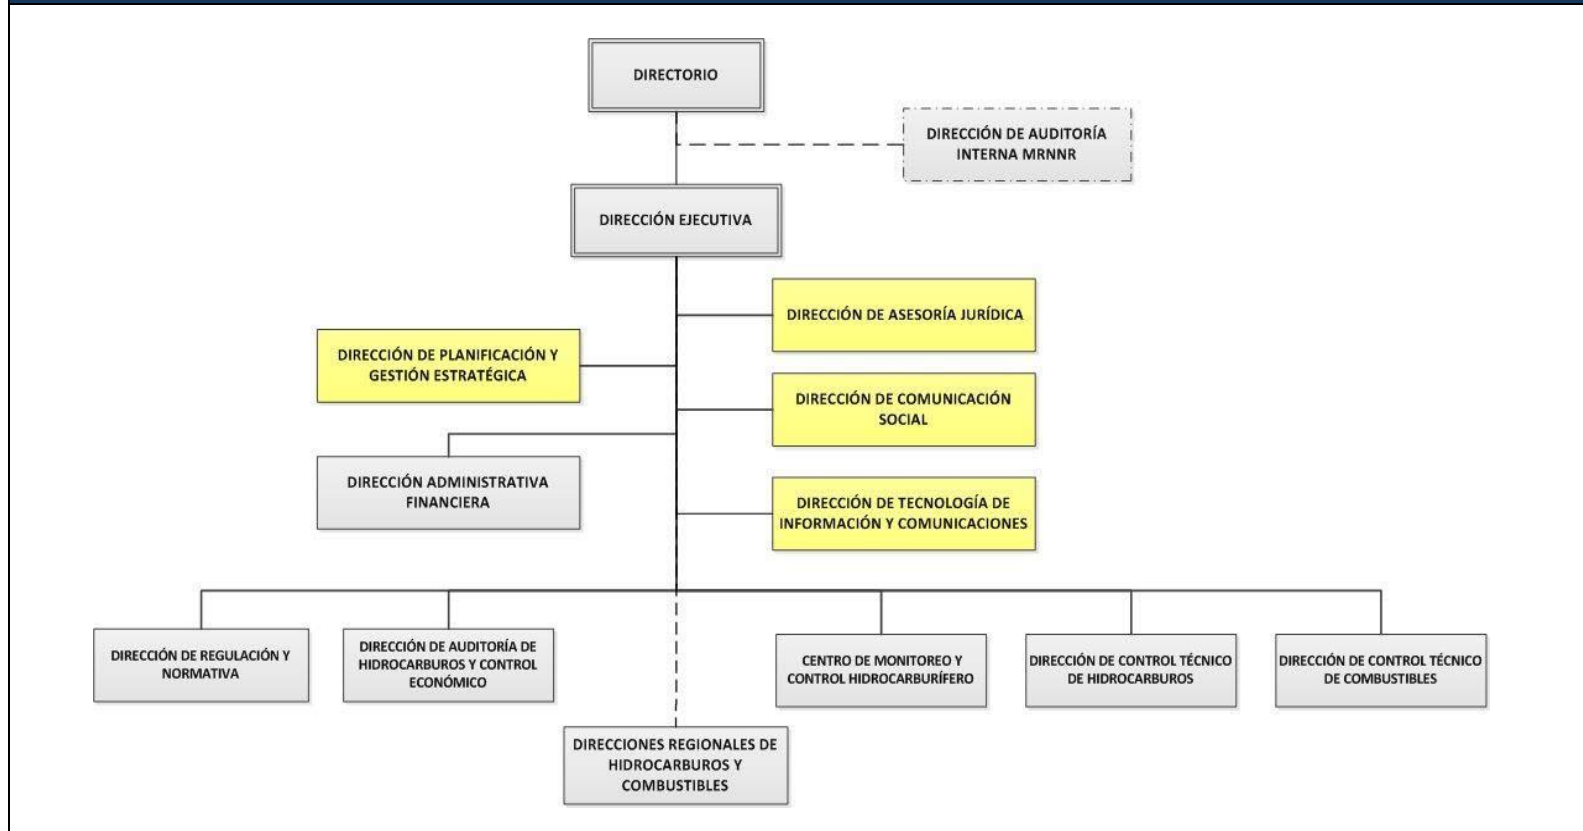 DIRECTORIO
DIRECCIÓN DE AUDITORÍA
INTERNA MRNNR
DIRECCIÓN EJECUTIVA
DIRECCIÓN DE ASESORÍA JURÍDICA
DIRECCIÓN DE PLANIFICACIÓN Y
GESTIÓN ESTRATÉGICA
DIRECCIÓN DE COMUNICACIÓN
SOCIAL
DIRECCIÓN ADMINISTRATIVA
FINANCIERA
DIRECCIÓN DE TECNOLOGÍA DE
INFORMACIÓN Y COMUNICACIONES
DIRECCIÓN DE REGULACIÓN Y
NORMATIVA
DIRECCIÓN DE AUDITORÍA DE
HIDROCARBUROS Y CONTROL
ECONÓMICO
CENTRO DE MONITOREO Y
CONTROL HIDROCARBURÍFERO
DIRECCIÓN DE CONTROL TÉCNICO
DE HIDROCARBUROS
DIRECCIÓN DE CONTROL TÉCNICO
DE COMBUSTIBLES
DIRECCIONES REGIONALES DE
HIDROCARBUROS Y
COMBUSTIBLES